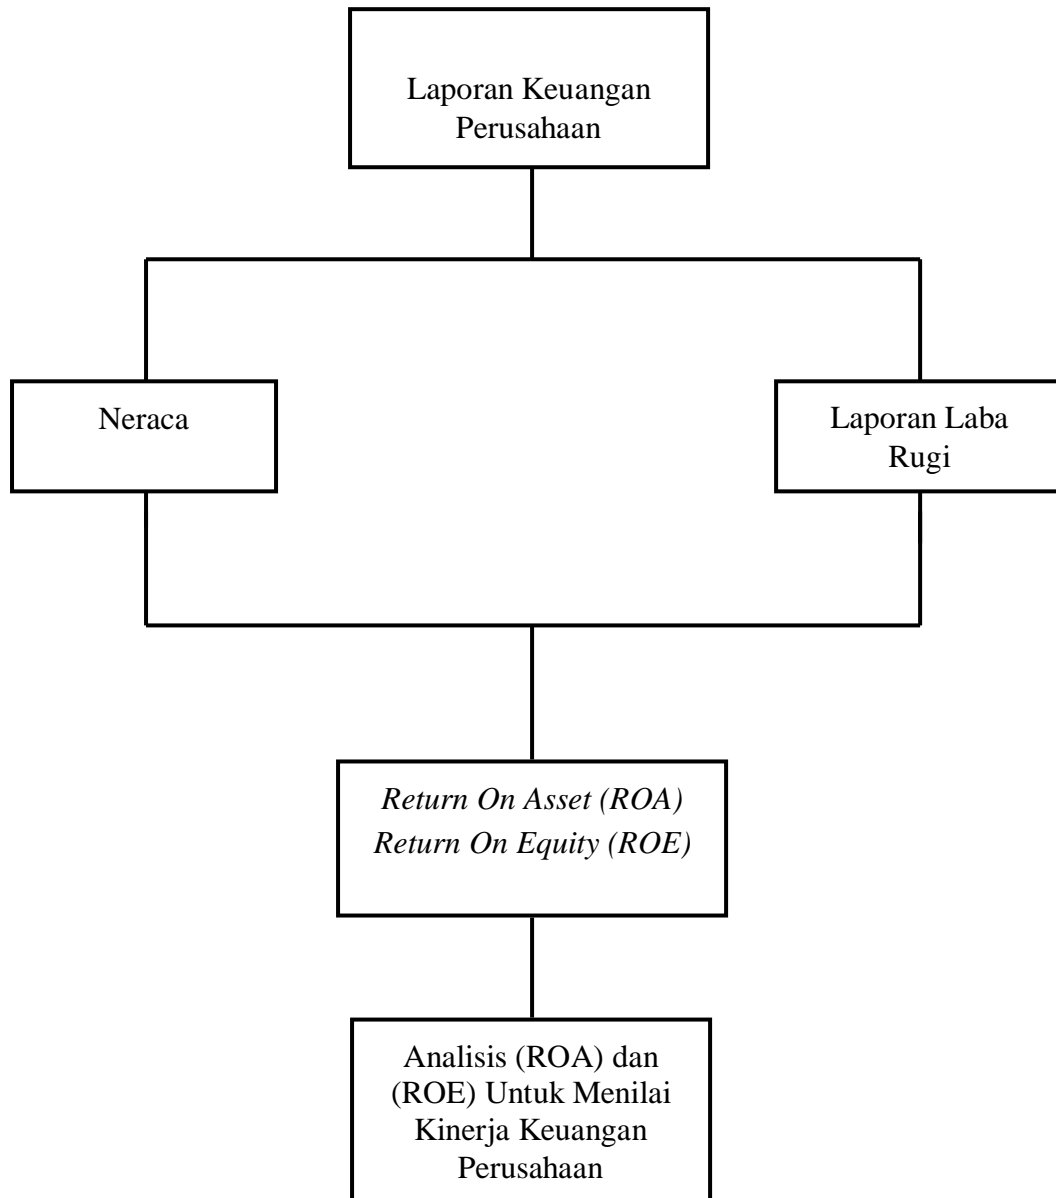 Laporan Keuangan
Perusahaan
Neraca
Laporan Laba
Rugi
Return On Asset (ROA)
Return On Equity (ROE)
Analisis (ROA) dan
(ROE) Untuk Menilai
Kinerja Keuangan
Perusahaan